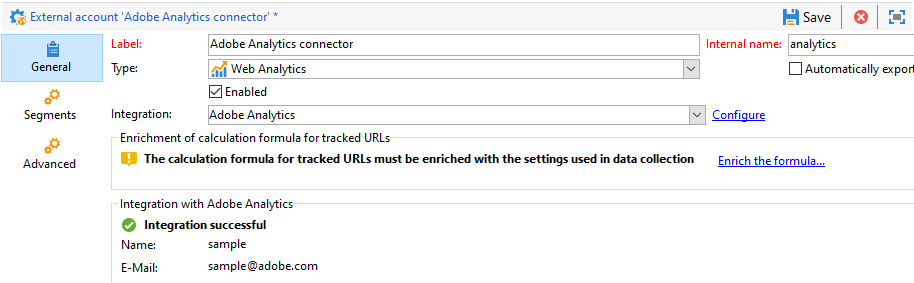 External account 'Adobe Analytics connector' *
Save
General
Segments
Advanced
Label: Adobe Analytics connector Internal name: analytics
Type: Web Analytics Automatically export
Enabled
Integration: Adobe Analytics Configure
Enrichment of calculation formula for tracked URLs
The calculation formula for tracked URLs must be enriched with the settings used in data collection Enrich the formula...
Integration with Adobe Analytics
Integration successful
Name: sample
E-Mail: sample@adobe.com